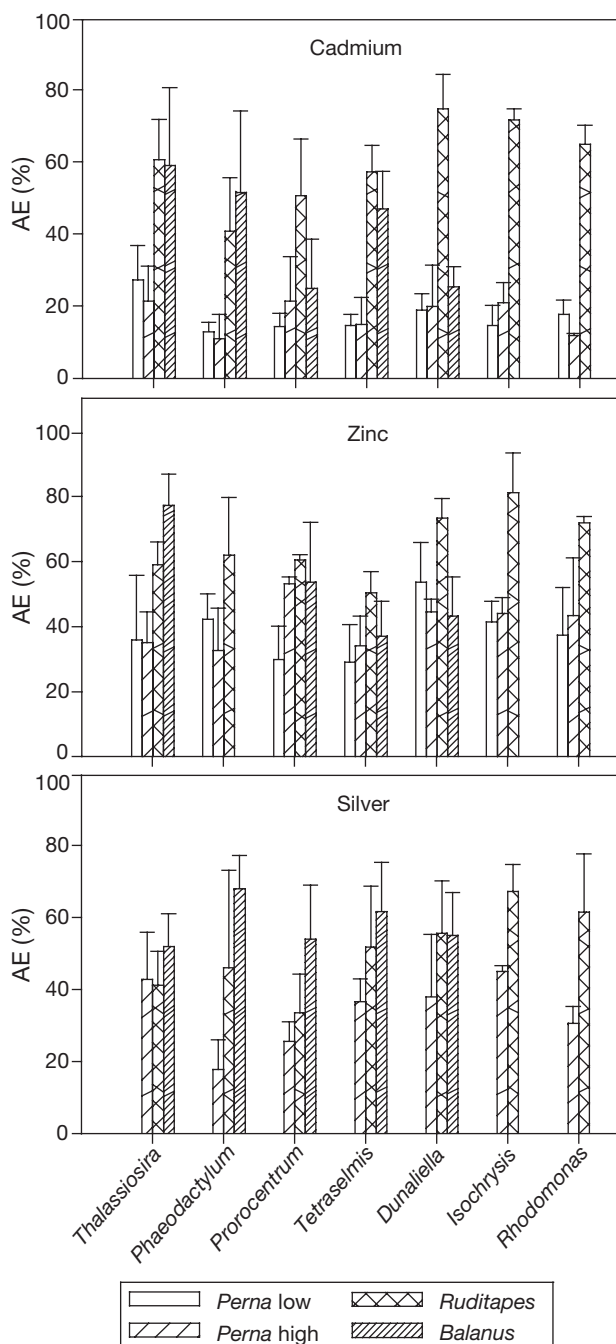 100
Cadmium
80
60
AE (%)
40
20
0
100
Zinc
80
60
AE (%)
40
20
0
100
Silver
80
60
AE (%)
40
20
0
Thalassiosira
Phaeodactylum
Prorocentrum
Tetraselmis
Dunaliella
Isochrysis
Rhodomonas
Perna low Ruditapes
Perna high Balanus